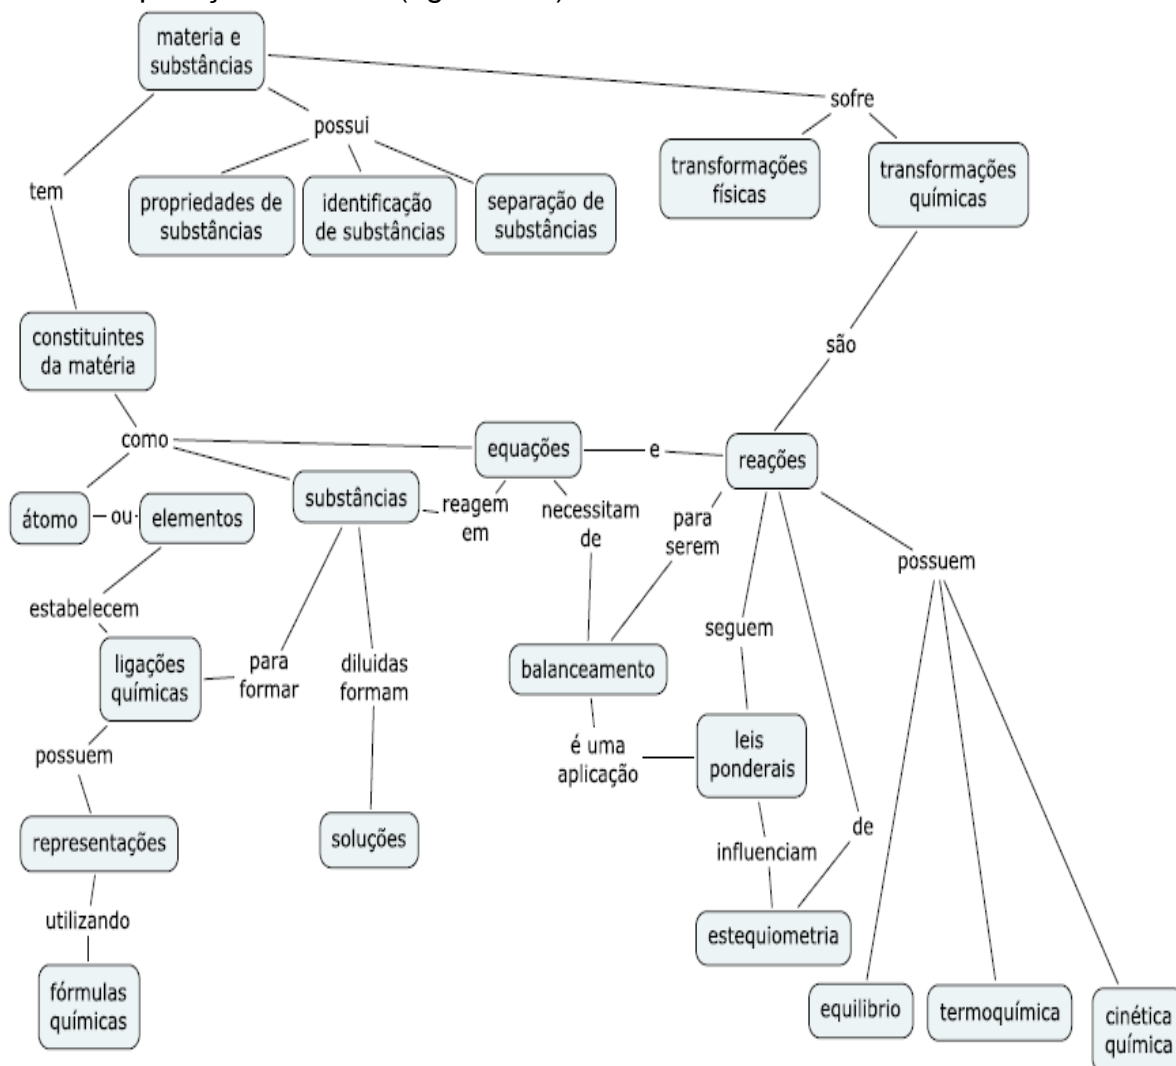 materia e
substâncias
sofre
possui
transformações
físicas
transformações
químicas
tem
propriedades de
substâncias
identificação
de substâncias
separação de
substâncias
constituintes
da matéria
são
como
equações
e
reações
átomo
ou
elementos
substâncias
reagem
em
necessitam
de
para
serem
possuem
estabelecem
seguem
ligações
químicas
para
formar
diluidas
formam
balanceamento
possuem
é uma
aplicação
leis
ponderais
representações
soluções
de
influenciam
utilizando
estequiometria
fórmulas
químicas
equilibrio
termoquímica
cinética
química